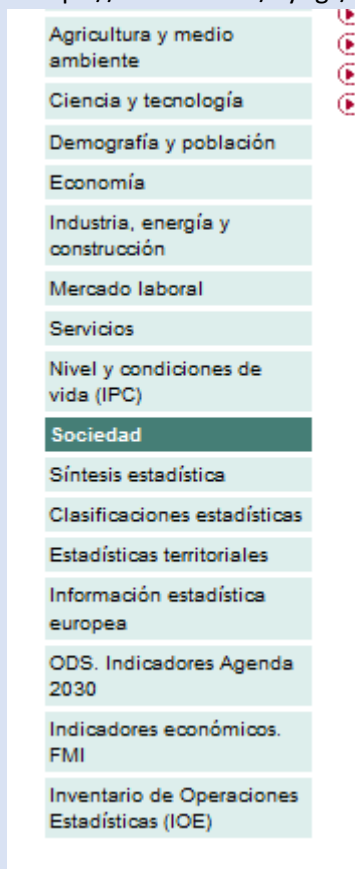 Agricultura y medio
ambiente
Ciencia y tecnología
Demografía y población
Economía
Industria, energía y
construcción
Mercado laboral
Servicios
Nivel y condiciones de
vida (IPC)
Sociedad
Síntesis estadística
Clasificaciones estadísticas
Estadísticas territoriales
Información estadística
europea
ODS. Indicadores Agenda
2030
Indicadores económicos.
FMI
Inventario de Operaciones
Estadísticas (IOE)